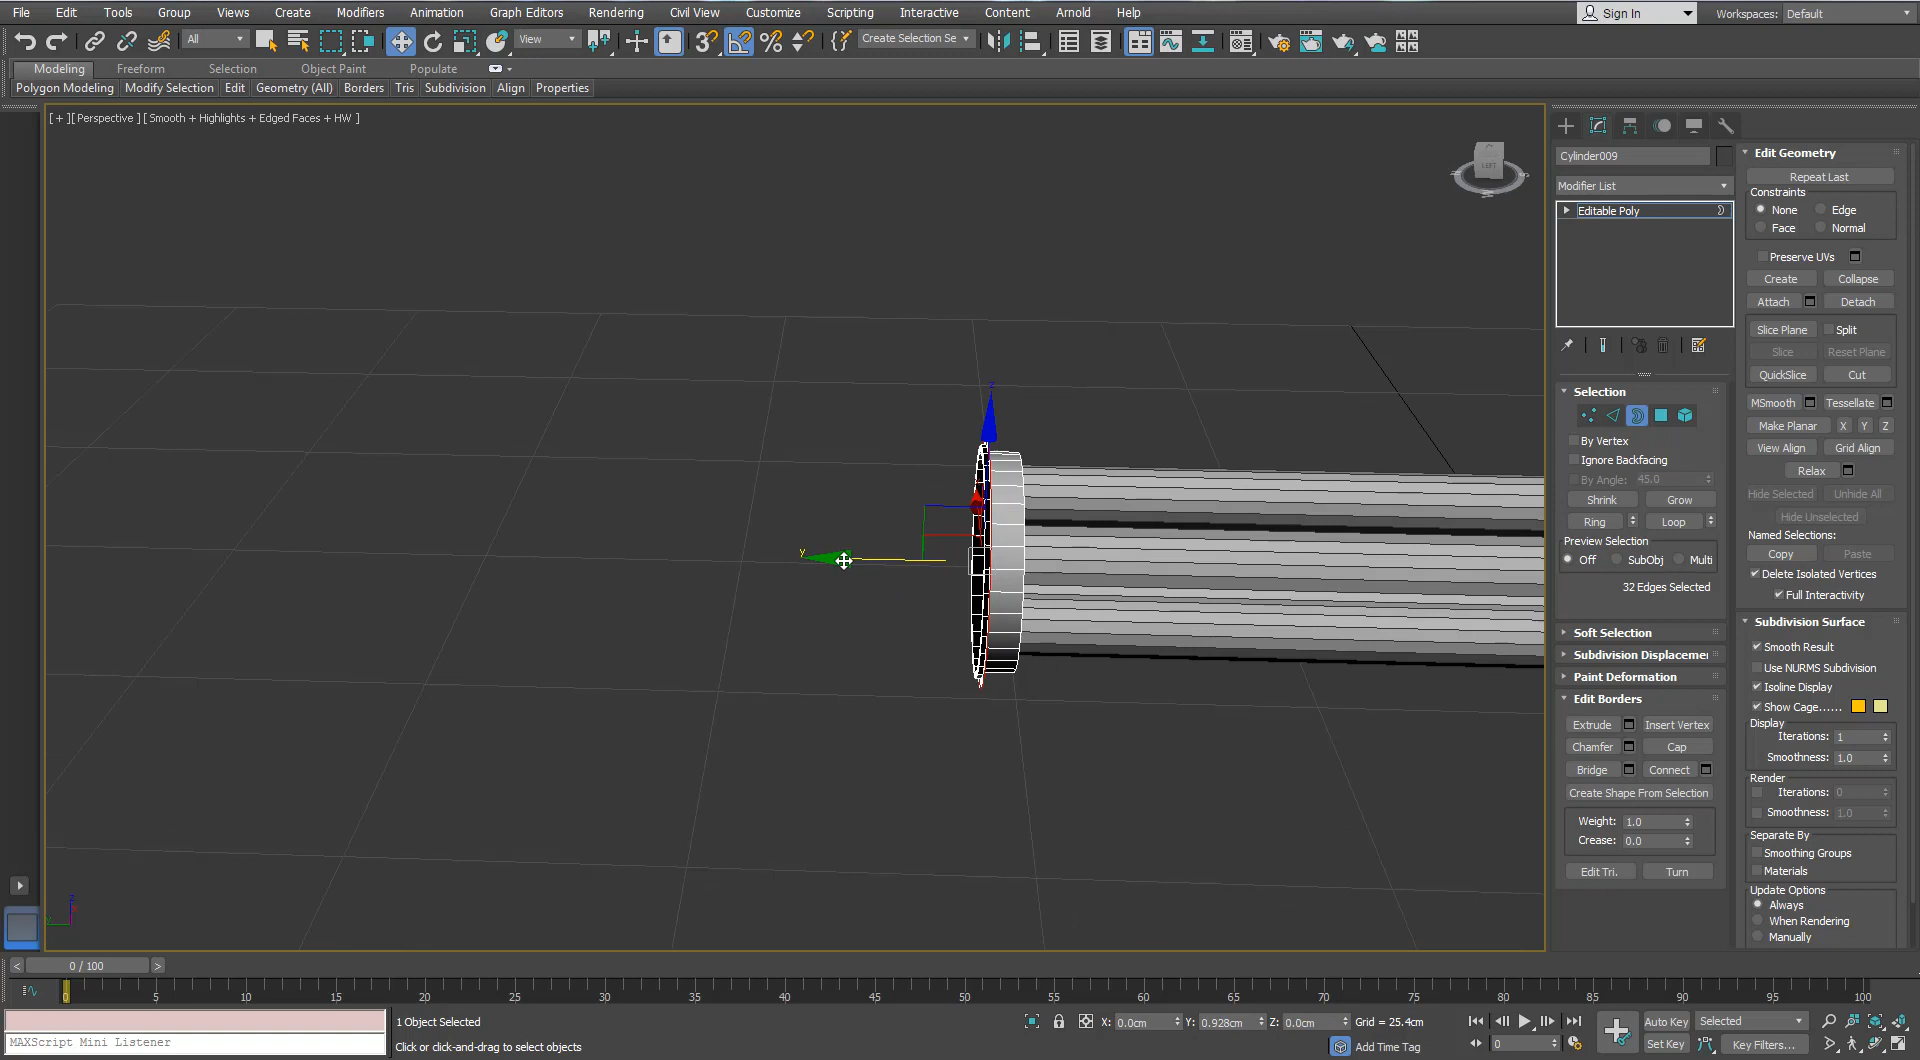 File Edit Tools Group Views Create Modifiers Animation Graph Editors Rendering Civil View Customize Scripting Interactive Content Arnold Help Sign In Workspaces: Default
All View Create Selection Se
Modeling Freeform Selection Object Paint Populate
Polygon Modeling Modify Selection Edit Geometry (All) Borders Tris Subdivision Align Properties
[ + ][ Perspective ] [ Smooth + Highlights + Edged Faces + HW ]
LEFT
z
y
Cylinder009
Modifier List
Editable Poly
Selection
By Vertex
Ignore Backfacing
By Angle: 45.0
Shrink Grow
Ring Loop
Preview Selection
Off SubObj Multi
32 Edges Selected
Soft Selection
Subdivision Displacemen
Paint Deformation
Edit Borders
Extrude Insert Vertex
Chamfer Cap
Bridge Connect
Create Shape From Selection
Weight: 1.0
Crease: 0.0
Edit Tri. Turn
Edit Geometry
Repeat Last
Constraints
None Edge
Face Normal
Preserve UVs
Create Collapse
Attach Detach
Slice Plane Split
Slice Reset Plane
QuickSlice Cut
MSmooth Tessellate
Make Planar X Y Z
View Align Grid Align
Relax
Hide Selected Unhide All
Hide Unselected
Named Selections:
Copy Paste
Delete Isolated Vertices
Full Interactivity
Subdivision Surface
Smooth Result
Use NURMS Subdivision
Isoline Display
Show Cage......
Display
Iterations: 1
Smoothness: 1.0
Render
Iterations: 0
Smoothness: 1.0
Separate By
Smoothing Groups
Materials
Update Options
Always
When Rendering
Manually
< 0 / 100 >
0 5 10 15 20 25 30 35 40 45 50 55 60 65 70 75 80 85 90 95 100
1 Object Selected X: 0.0cm Y: 0.928cm Z: 0.0cm Grid = 25.4cm Auto Key Selected
MAXScript Mini Listener Click or click-and-drag to select objects Add Time Tag 0 Set Key Key Filters...